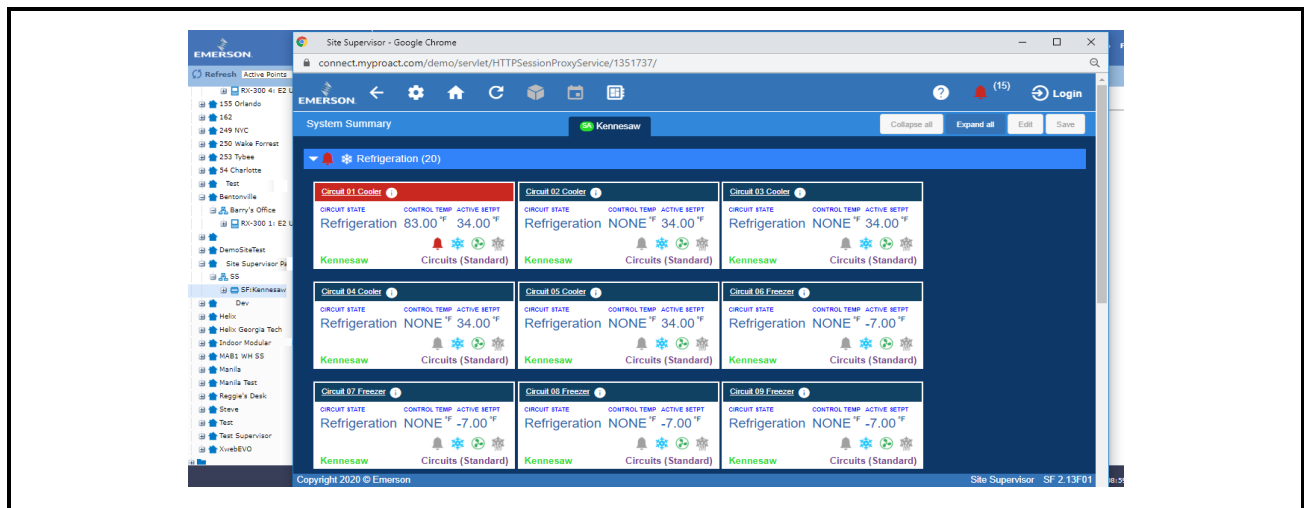 EMERSON
Refresh Active Points
RX-300 4: E2 U
155 Orlando
162
249 NYC
250 Wake Forrest
253 Tybee
54 Charlotte
Test
Bentonville
Barry's Office
RX-300 1: E2 U
DemoSiteTest
Site Supervisor Pa
SS
SF:Kennesaw
Dev
Helix
Helix Georgia Tech
Indoor Modular
MAB1 WH SS
Manila
Manila Test
Reggie's Desk
Steve
Test
Test Supervisor
XwebEVO
Site Supervisor - Google Chrome
connect.myproact.com/demo/servlet/HTTPSessionProxyService/1351737/
EMERSON ? (15) Login
System Summary SA Kennesaw Collapse all Expand all Edit Save
Refrigeration (20)
Circuit 01 Cooler i
CIRCUIT STATE CONTROL TEMP ACTIVE SETPT
Refrigeration 83.00 °F 34.00 °F
Kennesaw Circuits (Standard)
Circuit 02 Cooler i
CIRCUIT STATE CONTROL TEMP ACTIVE SETPT
Refrigeration NONE °F 34.00 °F
Kennesaw Circuits (Standard)
Circuit 03 Cooler i
CIRCUIT STATE CONTROL TEMP ACTIVE SETPT
Refrigeration NONE °F 34.00 °F
Kennesaw Circuits (Standard)
Circuit 04 Cooler i
CIRCUIT STATE CONTROL TEMP ACTIVE SETPT
Refrigeration NONE °F 34.00 °F
Kennesaw Circuits (Standard)
Circuit 05 Cooler i
CIRCUIT STATE CONTROL TEMP ACTIVE SETPT
Refrigeration NONE °F 34.00 °F
Kennesaw Circuits (Standard)
Circuit 06 Freezer i
CIRCUIT STATE CONTROL TEMP ACTIVE SETPT
Refrigeration NONE °F -7.00 °F
Kennesaw Circuits (Standard)
Circuit 07 Freezer i
CIRCUIT STATE CONTROL TEMP ACTIVE SETPT
Refrigeration NONE °F -7.00 °F
Kennesaw Circuits (Standard)
Circuit 08 Freezer i
CIRCUIT STATE CONTROL TEMP ACTIVE SETPT
Refrigeration NONE °F -7.00 °F
Kennesaw Circuits (Standard)
Circuit 09 Freezer i
CIRCUIT STATE CONTROL TEMP ACTIVE SETPT
Refrigeration NONE °F -7.00 °F
Kennesaw Circuits (Standard)
Copyright 2020 © Emerson Site Supervisor SF 2.13F01